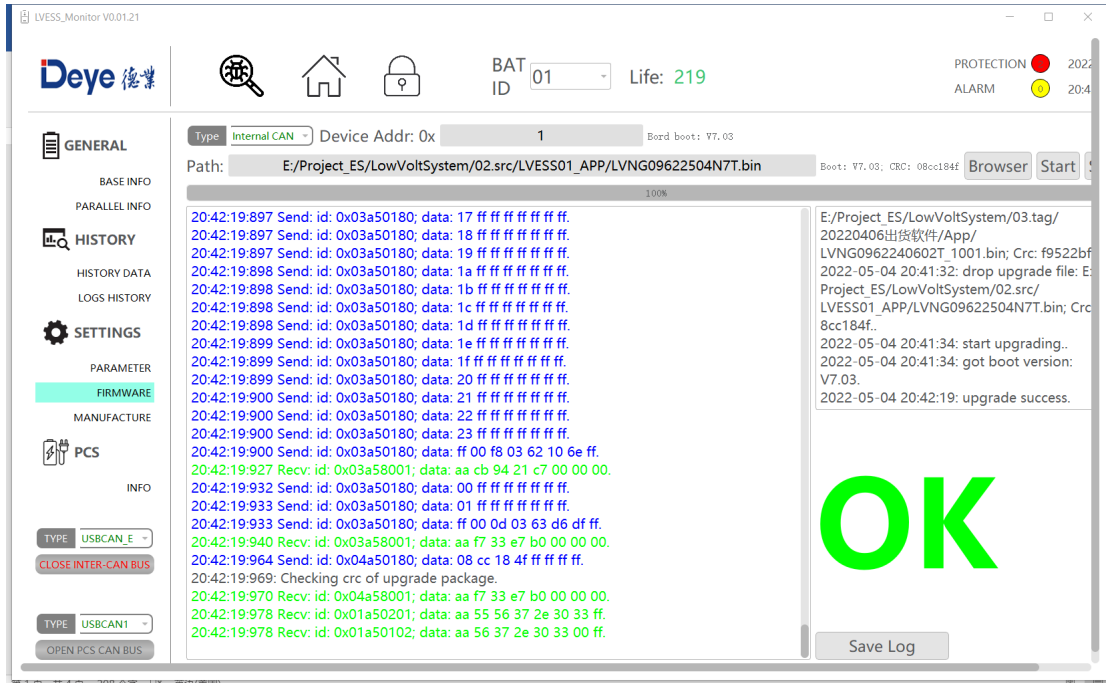 LVESS_Monitor V0.01.21
Deye 德業
BAT ID 01 Life: 219
PROTECTION 2022
ALARM 0 20:4
GENERAL
BASE INFO
PARALLEL INFO
HISTORY
HISTORY DATA
LOGS HISTORY
SETTINGS
PARAMETER
FIRMWARE
MANUFACTURE
PCS
INFO
TYPE USBCAN_E
CLOSE INTER-CAN BUS
TYPE USBCAN1
OPEN PCS CAN BUS
Type Internal CAN Device Addr: 0x 1 Bord boot: V7.03
Path: E:/Project_ES/LowVoltSystem/02.src/LVESS01_APP/LVNG09622504N7T.bin Boot: V7.03; CRC: 08cc184f Browser Start S
100%
20:42:19:897 Send: id: 0x03a50180; data: 17 ff ff ff ff ff ff ff.
20:42:19:897 Send: id: 0x03a50180; data: 18 ff ff ff ff ff ff ff.
20:42:19:897 Send: id: 0x03a50180; data: 19 ff ff ff ff ff ff ff.
20:42:19:898 Send: id: 0x03a50180; data: 1a ff ff ff ff ff ff ff.
20:42:19:898 Send: id: 0x03a50180; data: 1b ff ff ff ff ff ff ff.
20:42:19:898 Send: id: 0x03a50180; data: 1c ff ff ff ff ff ff ff.
20:42:19:898 Send: id: 0x03a50180; data: 1d ff ff ff ff ff ff ff.
20:42:19:899 Send: id: 0x03a50180; data: 1e ff ff ff ff ff ff ff.
20:42:19:899 Send: id: 0x03a50180; data: 1f ff ff ff ff ff ff ff.
20:42:19:899 Send: id: 0x03a50180; data: 20 ff ff ff ff ff ff ff.
20:42:19:900 Send: id: 0x03a50180; data: 21 ff ff ff ff ff ff ff.
20:42:19:900 Send: id: 0x03a50180; data: 22 ff ff ff ff ff ff ff.
20:42:19:900 Send: id: 0x03a50180; data: 23 ff ff ff ff ff ff ff.
20:42:19:900 Send: id: 0x03a50180; data: ff 00 f8 03 62 10 6e ff.
20:42:19:927 Recv: id: 0x03a58001; data: aa cb 94 21 c7 00 00 00.
20:42:19:932 Send: id: 0x03a50180; data: 00 ff ff ff ff ff ff ff.
20:42:19:933 Send: id: 0x03a50180; data: 01 ff ff ff ff ff ff ff.
20:42:19:933 Send: id: 0x03a50180; data: ff 00 0d 03 63 d6 df ff.
20:42:19:940 Recv: id: 0x03a58001; data: aa f7 33 e7 b0 00 00 00.
20:42:19:964 Send: id: 0x04a50180; data: 08 cc 18 4f ff ff ff ff.
20:42:19:969: Checking crc of upgrade package.
20:42:19:970 Recv: id: 0x04a58001; data: aa f7 33 e7 b0 00 00 00.
20:42:19:978 Recv: id: 0x01a50201; data: aa 55 56 37 2e 30 33 ff.
20:42:19:978 Recv: id: 0x01a50102; data: aa 56 37 2e 30 33 00 ff.
E:/Project_ES/LowVoltSystem/03.tag/
20220406出货软件/App/
LVNG0962240602T_1001.bin; Crc: f9522bf
2022-05-04 20:41:32: drop upgrade file: E:
Project_ES/LowVoltSystem/02.src/
LVESS01_APP/LVNG09622504N7T.bin; Crc
8cc184f..
2022-05-04 20:41:34: start upgrading..
2022-05-04 20:41:34: got boot version:
V7.03.
2022-05-04 20:42:19: upgrade success.
OK
Save Log